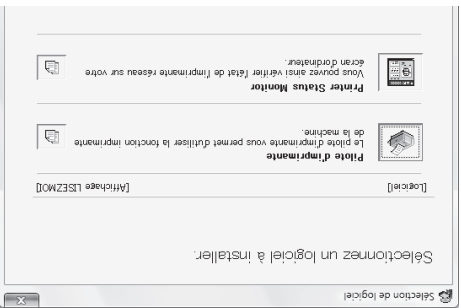 Sélection de logiciel
Sélectionnez un logiciel à installer.
[Logiciel] [Affichage LISEZMOI]
Pilote d'imprimante
Le pilote d'imprimante vous permet d'utiliser la fonction imprimante
de la machine.
Printer Status Monitor
Vous pouvez ainsi vérifier l'état de l'imprimante réseau sur votre
écran d'ordinateur.